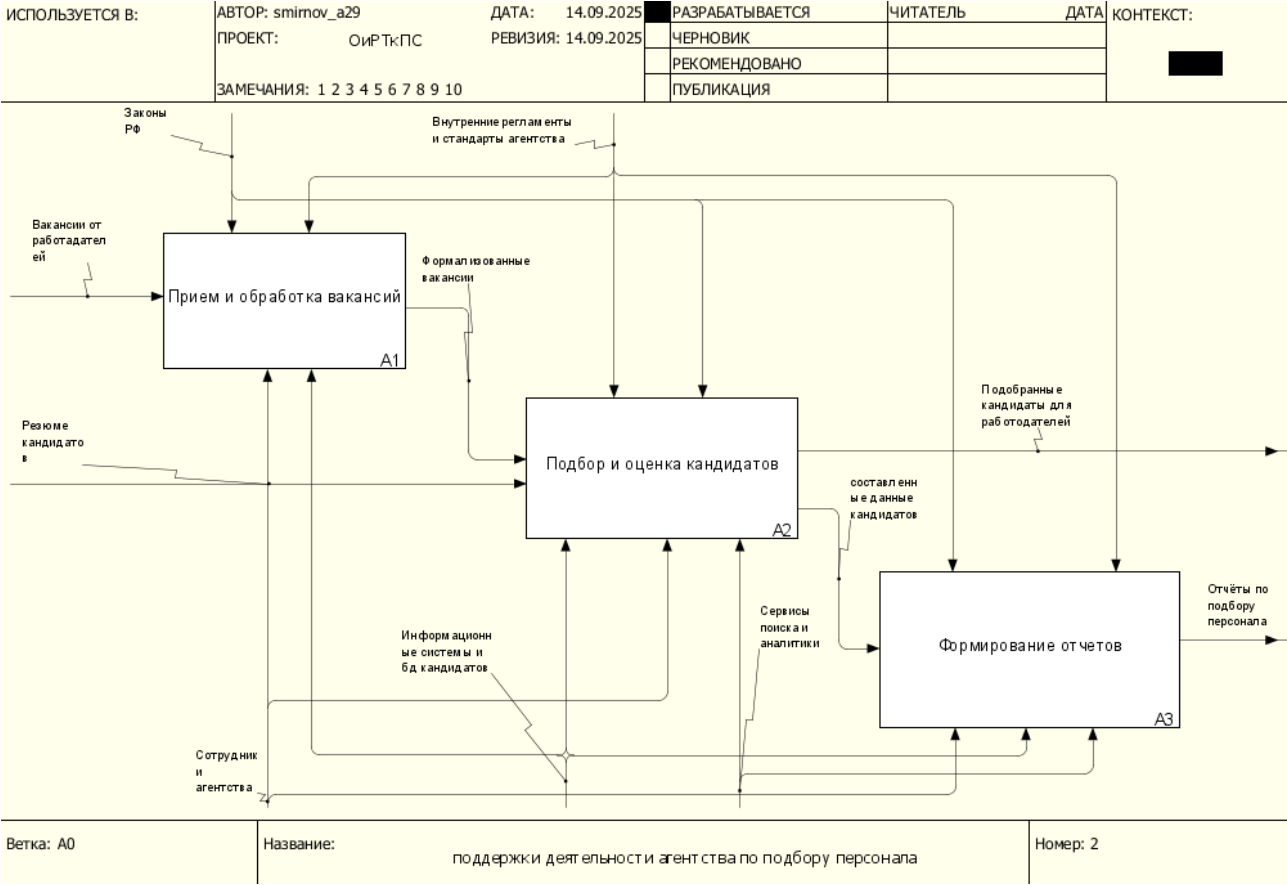 ИСПОЛЬЗУЕТСЯ В:
АВТОР: smirnov_a29
ДАТА: 14.09.2025
РАЗРАБАТЫВАЕТСЯ
ЧИТАТЕЛЬ
ДАТА
КОНТЕКСТ:
ПРОЕКТ: ОиРТкПС
РЕВИЗИЯ: 14.09.2025
ЧЕРНОВИК
РЕКОМЕНДОВАНО
ЗАМЕЧАНИЯ: 1 2 3 4 5 6 7 8 9 10
ПУБЛИКАЦИЯ
Законы
РФ
Внутренние регламенты
и стандарты агентства
Вакансии от
работадател
ей
Формализованные
вакансии
Прием и обработка вакансий
A1
Подобранные
кандидаты для
работодателей
Резюме
кандидато
в
Подбор и оценка кандидатов
A2
составленн
ые данные
кандидатов
Отчёты по
подбору
персонала
Сервисы
поиска и
аналитики
Информационн
ые системы и
бд кандидатов
Формирование отчетов
A3
Сотрудник
и
агентства
Ветка: A0
Название:
поддержки деятельности агентства по подбору персонала
Номер: 2